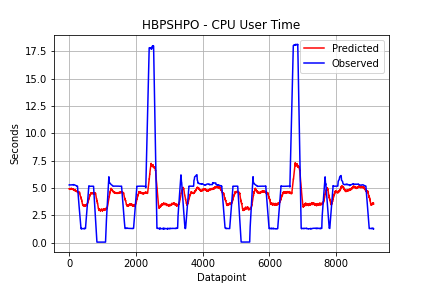 HBPSHPO - CPU User Time
Predicted
Observed
Seconds
17.5
15.0
12.5
10.0
7.5
5.0
2.5
0.0
0
2000
4000
6000
8000
Datapoint